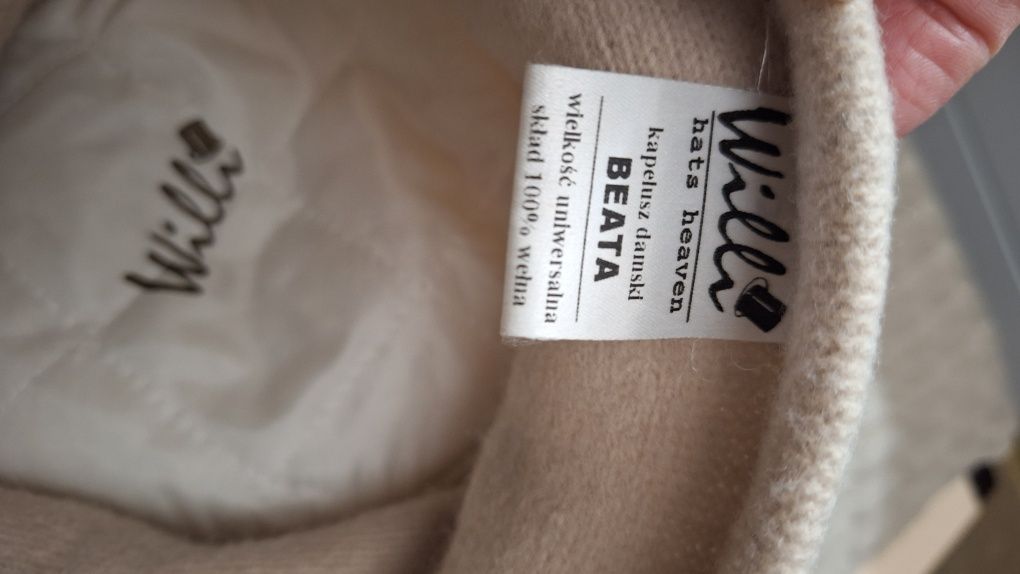 Willi
hats heaven
kapelusz damski
BEATA
wielkość uniwersalna
skład 100% wełna
Willi